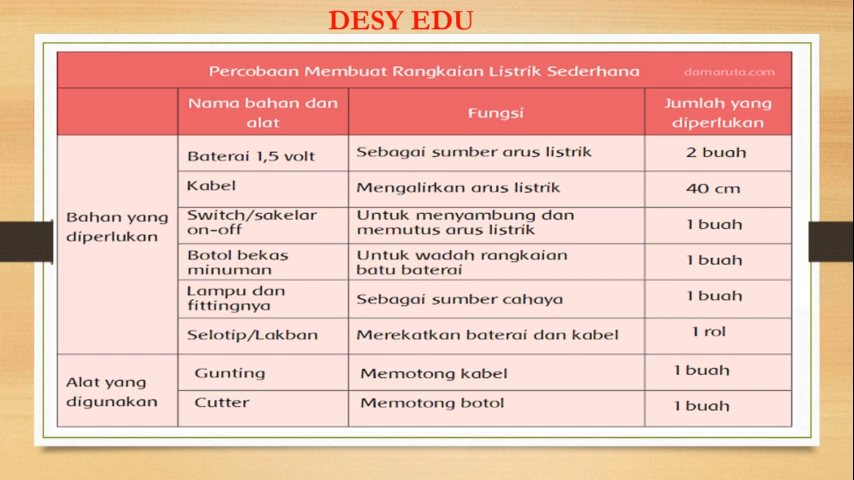 DESY EDU
Percobaan Membuat Rangkaian Listrik Sederhana
damaruta.com
Nama bahan dan
alat
Fungsi
Jumlah yang
diperlukan
Bahan yang
diperlukan
Baterai 1,5 volt
Sebagai sumber arus listrik
2 buah
Kabel
Mengalirkan arus listrik
40 cm
Switch/sakelar
on-off
Untuk menyambung dan
memutus arus listrik
1 buah
Botol bekas
minuman
Untuk wadah rangkaian
batu baterai
1 buah
Lampu dan
fittingnya
Sebagai sumber cahaya
1 buah
Selotip/Lakban
Merekatkan baterai dan kabel
1 rol
Alat yang
digunakan
Gunting
Memotong kabel
1 buah
Cutter
Memotong botol
1 buah